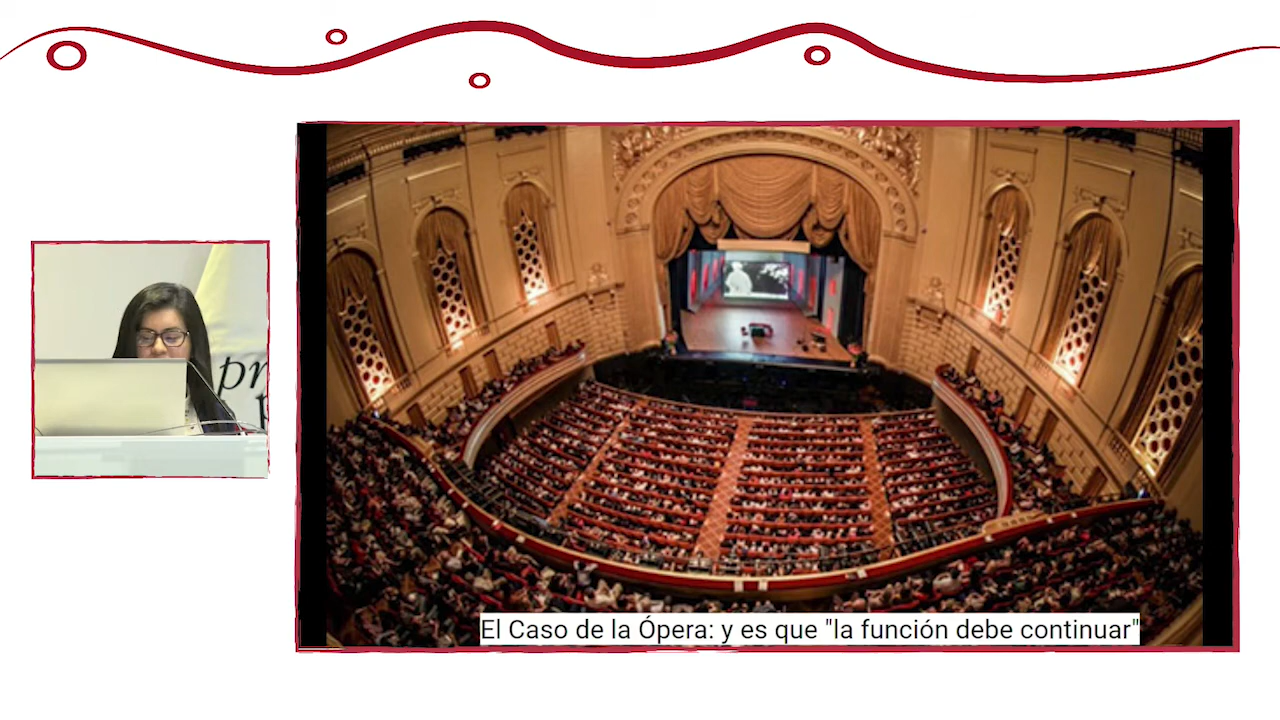 El Caso de la Ópera: y es que "la función debe continuar"